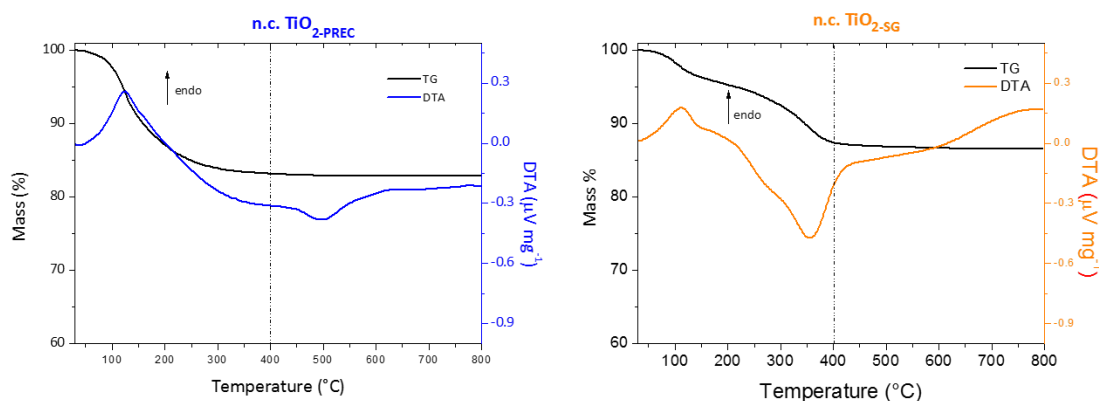 n.c. TiO2-PREC
100
90
80
70
60
Mass (%)
100
200
300
400
500
600
700
800
Temperature (°C)
0.3
0.0
-0.3
-0.6
-0.9
DTA (µV mg-1)
TG
DTA
endo
n.c. TiO2-SG
100
90
80
70
60
Mass %
100
200
300
400
500
600
700
800
Temperature (°C)
0.3
0.0
-0.3
-0.6
-0.9
DTA (µV mg-1)
TG
DTA
endo